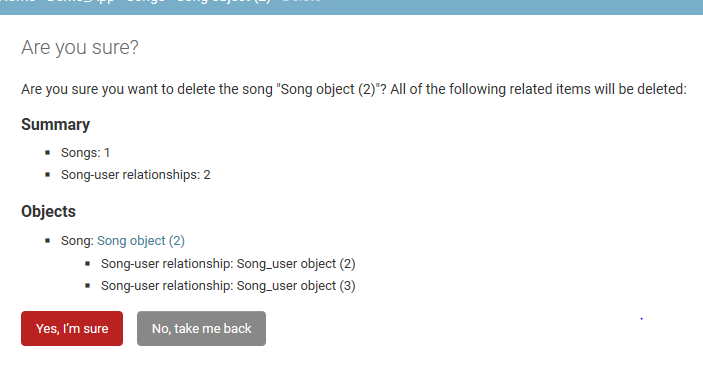 Are you sure?
Are you sure you want to delete the song "Song object (2)"? All of the following related items will be deleted:
Summary
Songs: 1
Song-user relationships: 2
Objects
Song: Song object (2)
Song-user relationship: Song_user object (2)
Song-user relationship: Song_user object (3)
Yes, I’m sure
No, take me back